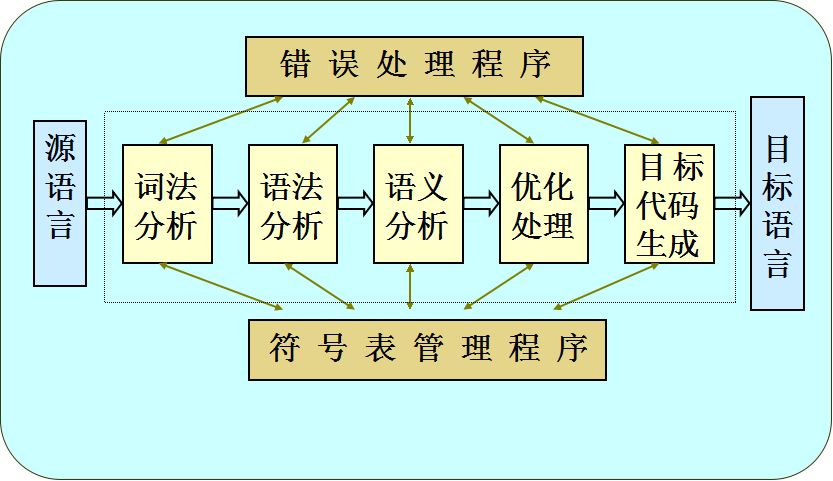 错误处理程序
源语言
词法
分析
语法
分析
语义
分析
优化
处理
目标
代码
生成
目标语言
符号表管理程序